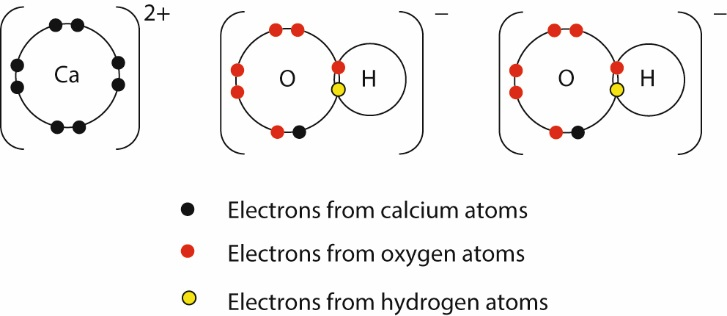 2+ − −
Ca O H O H
Electrons from calcium atoms
Electrons from oxygen atoms
Electrons from hydrogen atoms